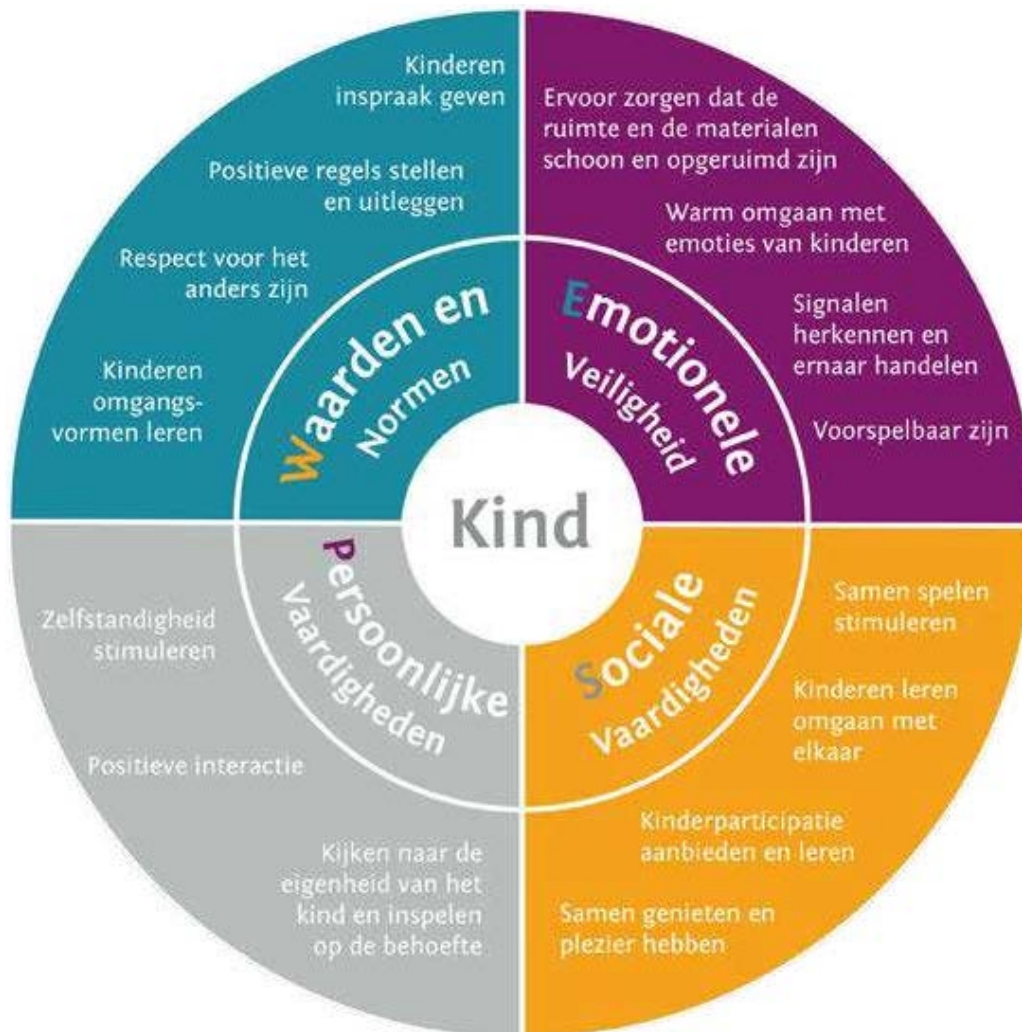 Kinderen
inspraak geven
Positieve regels stellen
en uitleggen
Respect voor het
anders zijn
Kinderen
omgangs-
vormen leren
Waarden en
Normen
Ervoor zorgen dat de
ruimte en de materialen
schoon en opgeruimd zijn
Warm omgaan met
emoties van kinderen
Signalen
herkennen en
ernaar handelen
Voorspelbaar zijn
Emotionele
Veiligheid
Kind
Persoonlijke
Vaardigheden
Zelfstandigheid
stimuleren
Positieve interactie
Kijken naar de
eigenheid van het
kind en inspelen
op de behoefte
Sociale
Vaardigheden
Samen spelen
stimuleren
Kinderen leren
omgaan met
elkaar
Kinderparticipatie
aanbieden en leren
Samen genieten en
plezier hebben